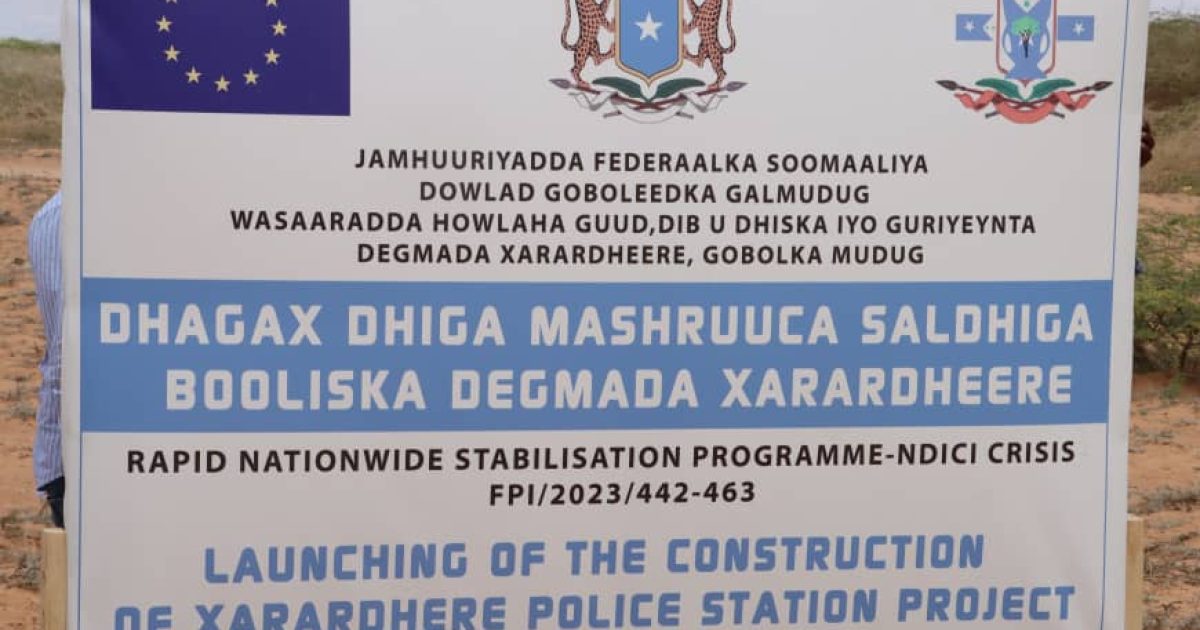 JAMHUURIYADDA FEDERAALKA SOOMAALIYA
DOWLAD GOBOLEEDKA GALMUDUG
WASAARADDA HOWLAHA GUUD,DIB U DHISKA IYO GURIYEYNTA
DEGMADA XARARDHEERE, GOBOLKA MUDUG
DHAGAX DHIGA MASHRUUCA SALDHIGA
BOOLISKA DEGMADA XARARDHEERE
RAPID NATIONWIDE STABILISATION PROGRAMME-NDICI CRISIS
FPI/2023/442-463
LAUNCHING OF THE CONSTRUCTION
OF XARARDHERE POLICE STATION PROJECT